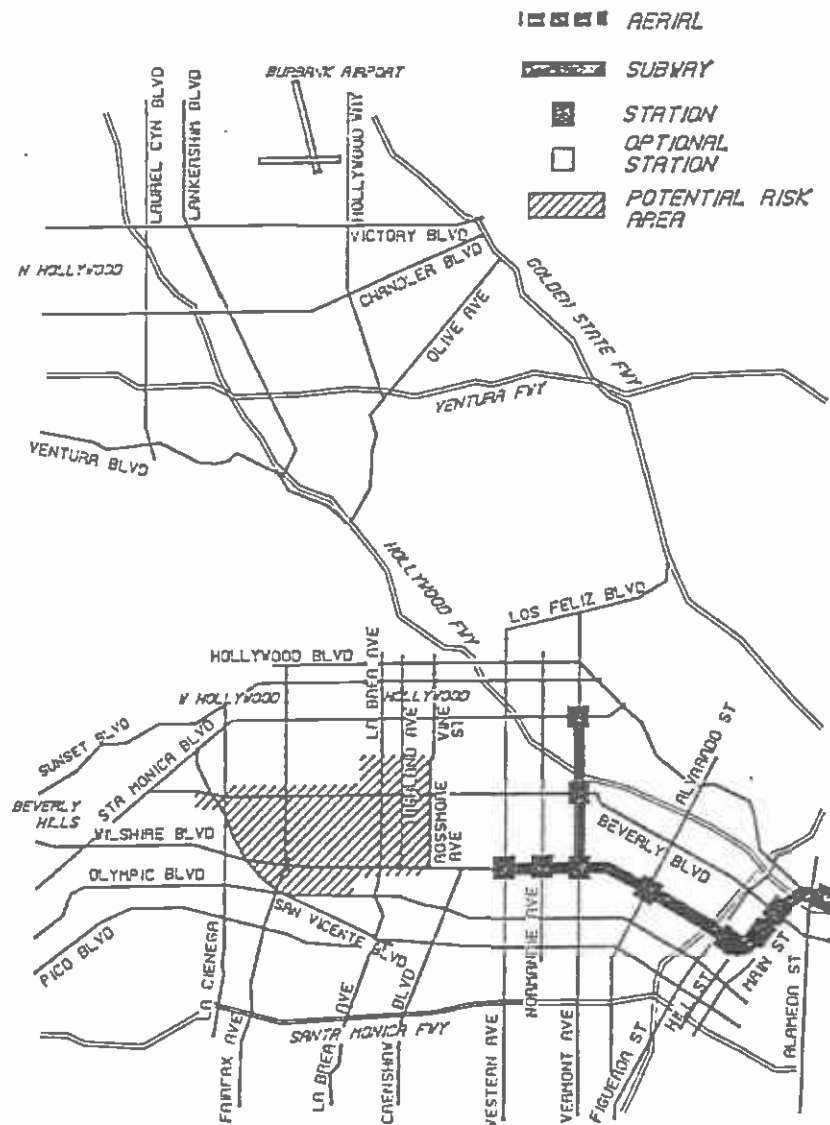 AERIAL
SUBWAY
STATION
OPTIONAL
STATION
POTENTIAL RISK
AREA
BURBANK AIRPORT
LAUREL CYN BLVD
LANKERSHIM BLVD
HOLLYWOOD WAY
VICTORY BLVD
N HOLLYWOOD
CHANDLER BLVD
GOLDEN STATE FWY
OLIVE AVE
VENTURA FWY
VENTURA BLVD
HOLLYWOOD FWY
LOS FELIZ BLVD
HOLLYWOOD BLVD
LA BREA AVE
W HOLLYWOOD
HOLLYWOOD
HIGHLAND AVE
VINE
ST
SUNSET BLVD
STA MONICA BLVD
ALVARADO ST
BEVERLY
HILLS
ROSSMORE
AVE
BEVERLY BLVD
WILSHIRE BLVD
OLYMPIC BLVD
SAN VICENTE BLVD
PICO BLVD
NORMANDIE AVE
LA CIENEGA
FAIRFAX AVE
LA BREA AVE
SANTA MONICA FWY
CRENSHAW BLVD
WESTERN AVE
VERMONT AVE
FIGUEROA ST
HILL ST
MAIN ST
ALAMEDA ST